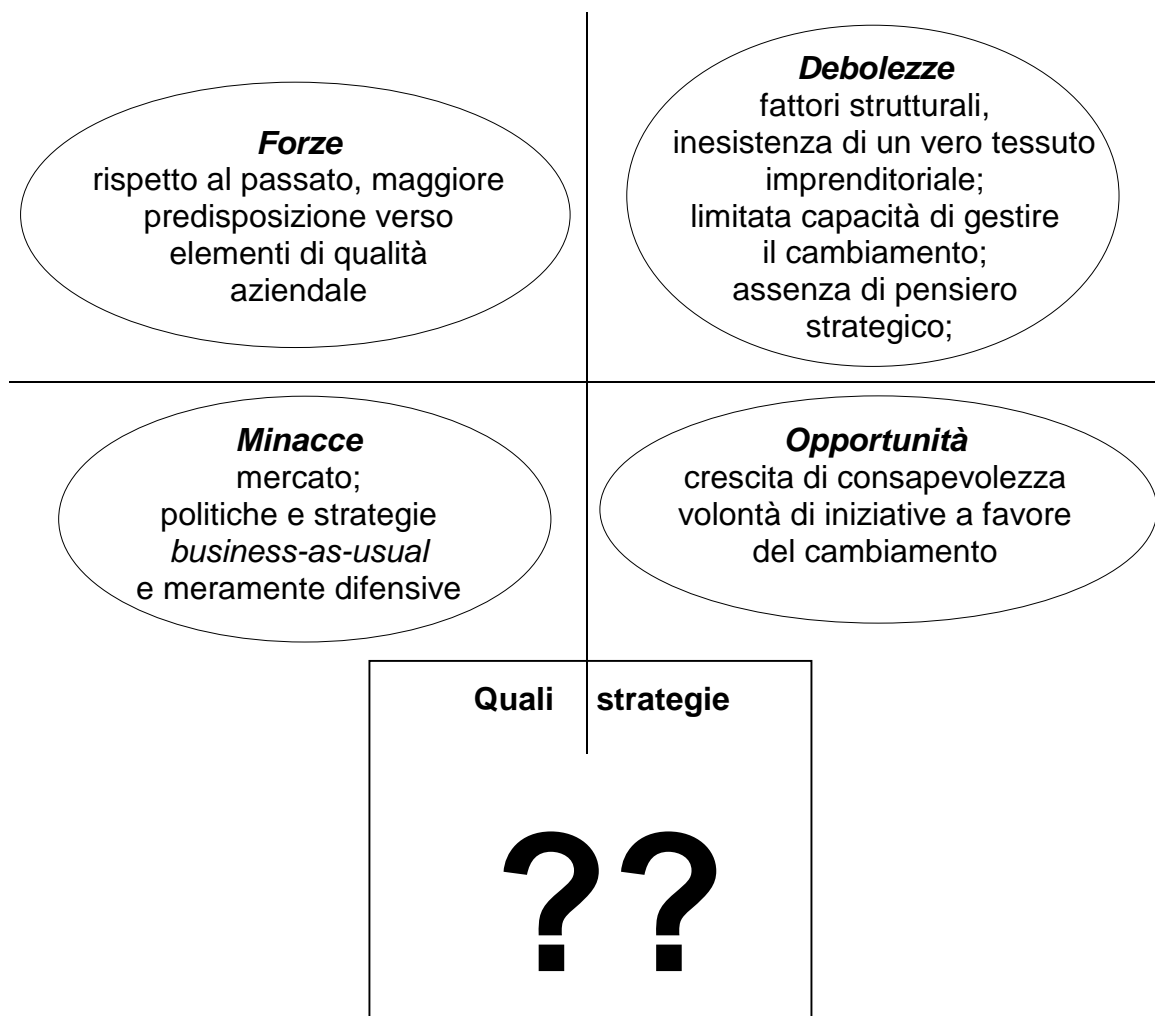 Forze
rispetto al passato, maggiore
predisposizione verso
elementi di qualità
aziendale
Debolezze
fattori strutturali,
inesistenza di un vero tessuto
imprenditoriale;
limitata capacità di gestire
il cambiamento;
assenza di pensiero
strategico;
Minacce
mercato;
politiche e strategie
business-as-usual
e meramente difensive
Opportunità
crescita di consapevolezza
volontà di iniziative a favore
del cambiamento
Quali strategie
??